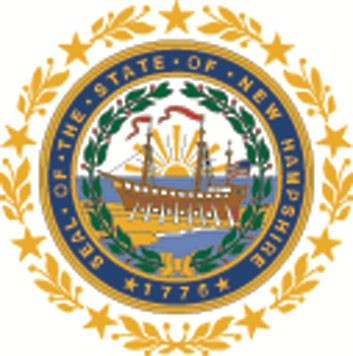 SEAL · OF · THE · STATE · OF · NEW HAMPSHIRE
1776